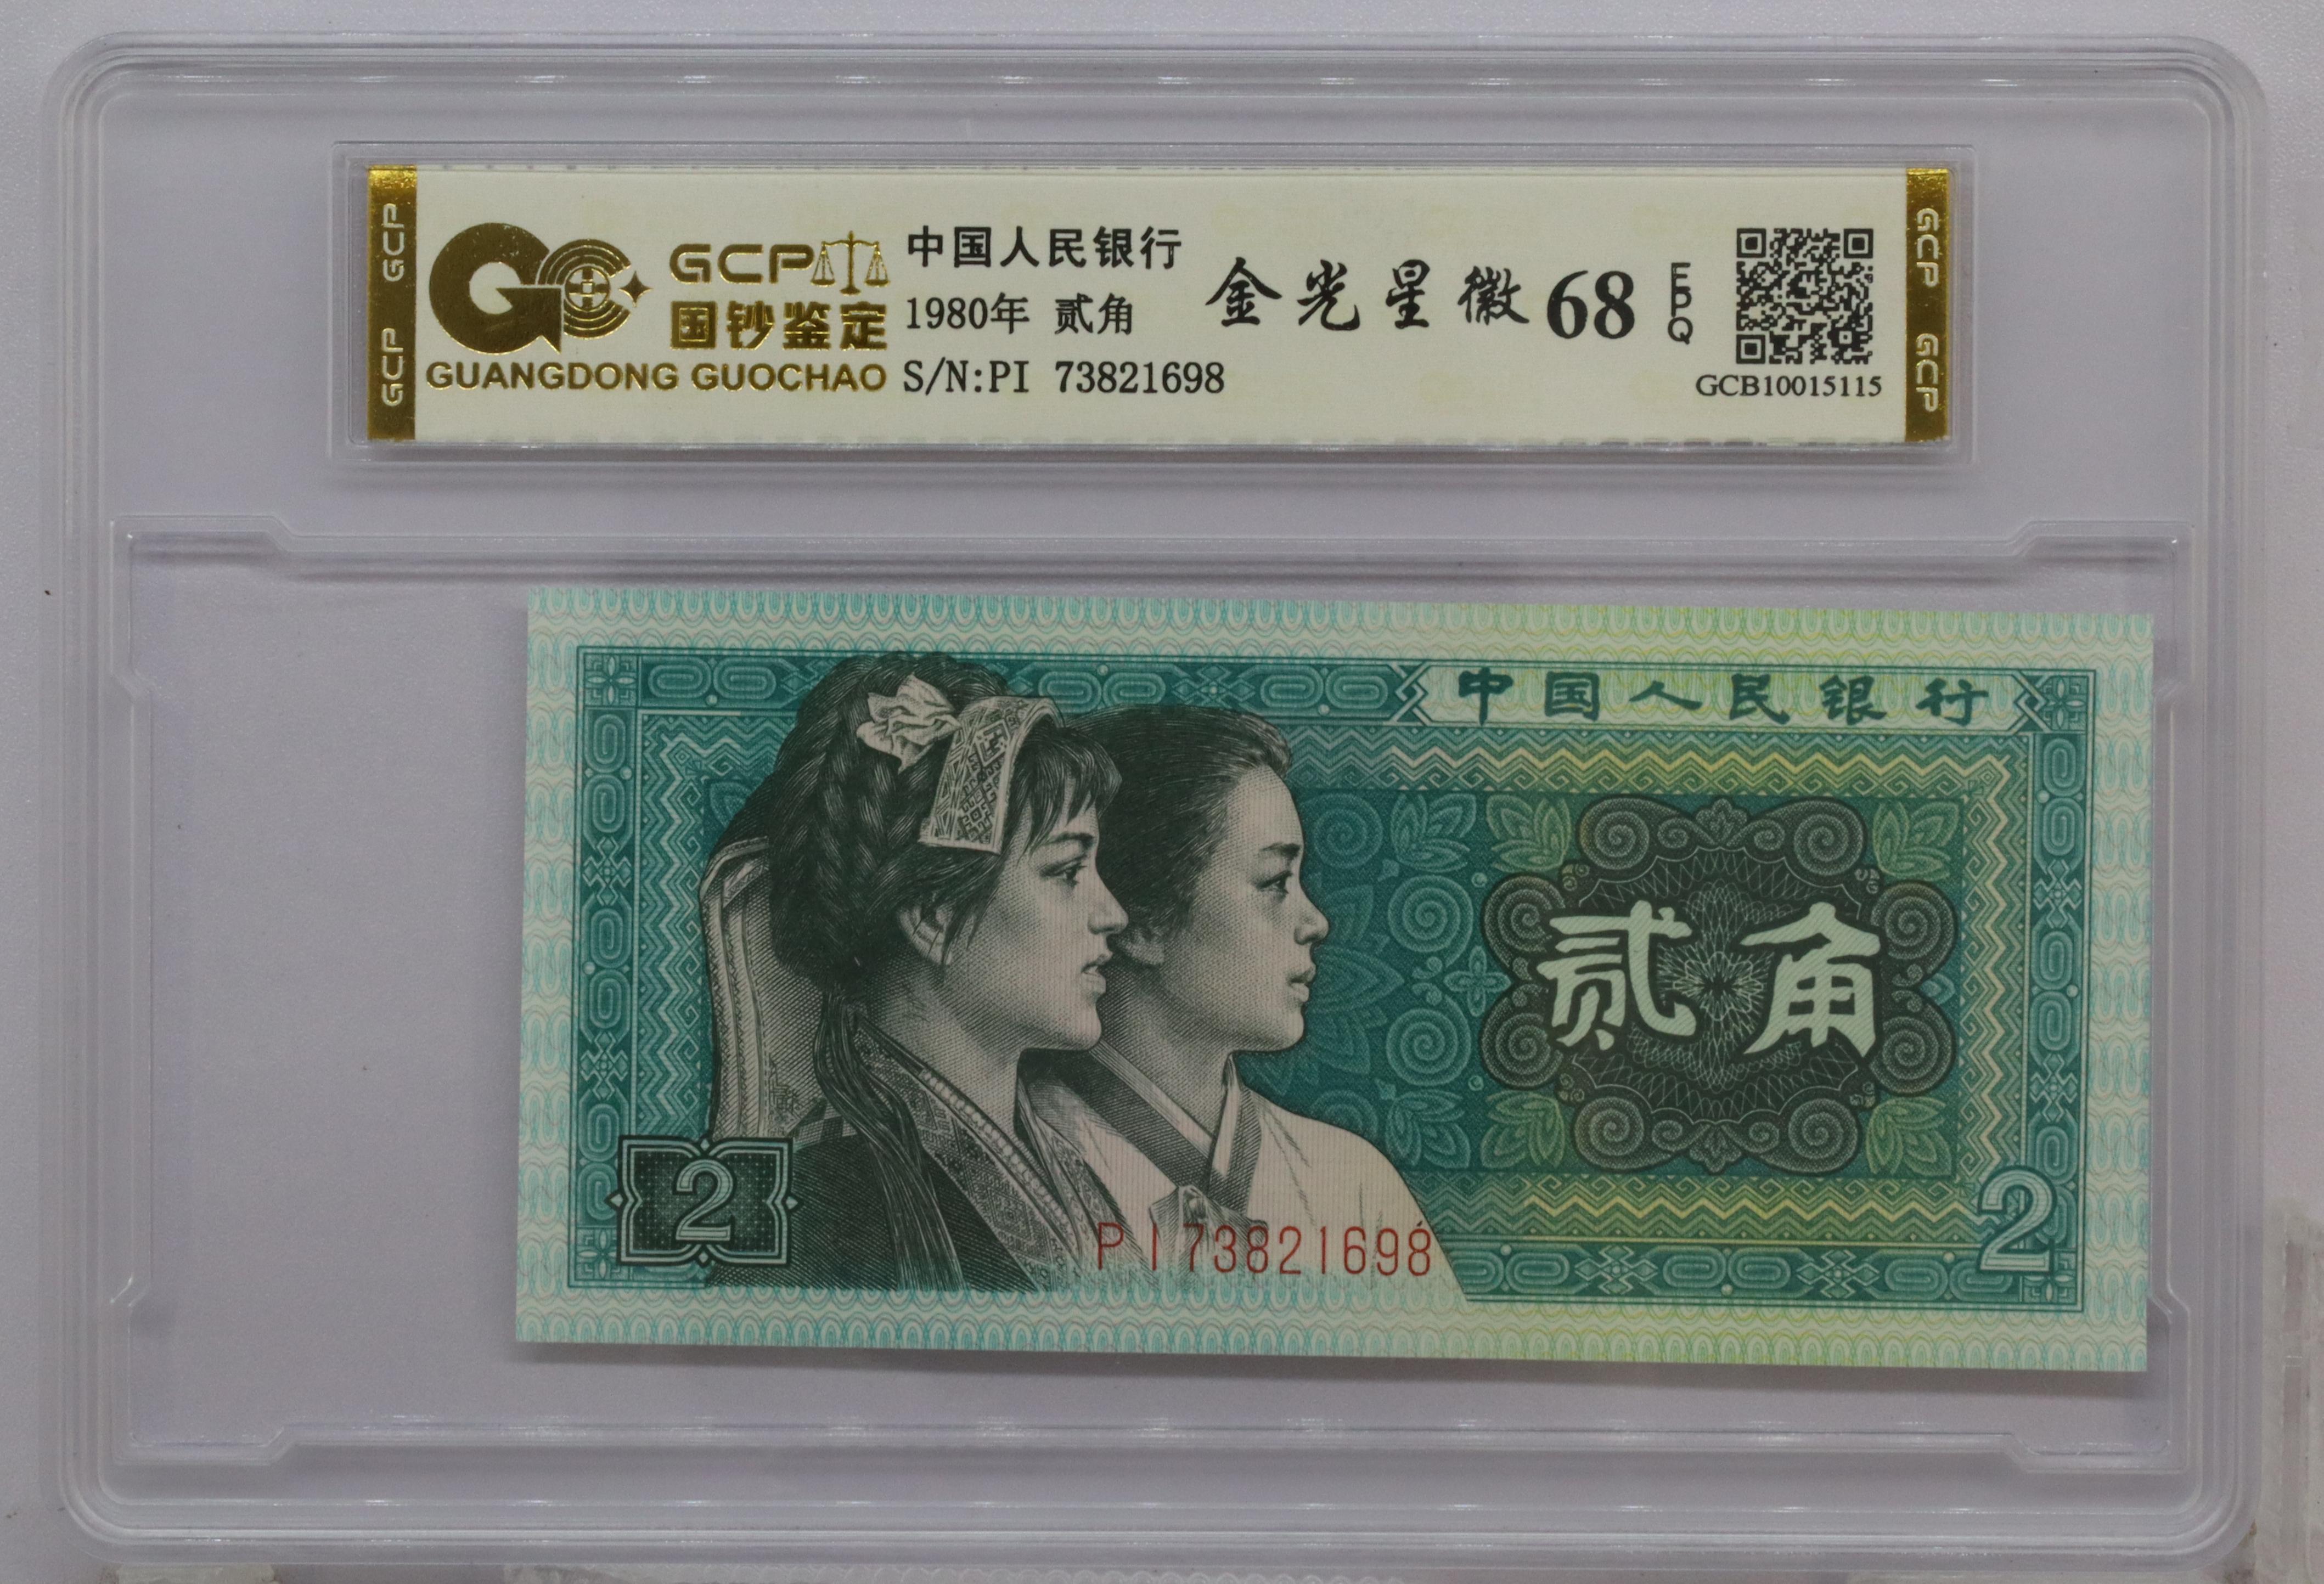 GCP GCP
GCP
国钞鉴定
GUANGDONG GUOCHAO
中国人民银行
1980年 贰角
S/N:PI 73821698
金光星徽 68 EPQ
GCB10015115
GCP GCP
中国人民银行
贰角
2
PI73821698
2